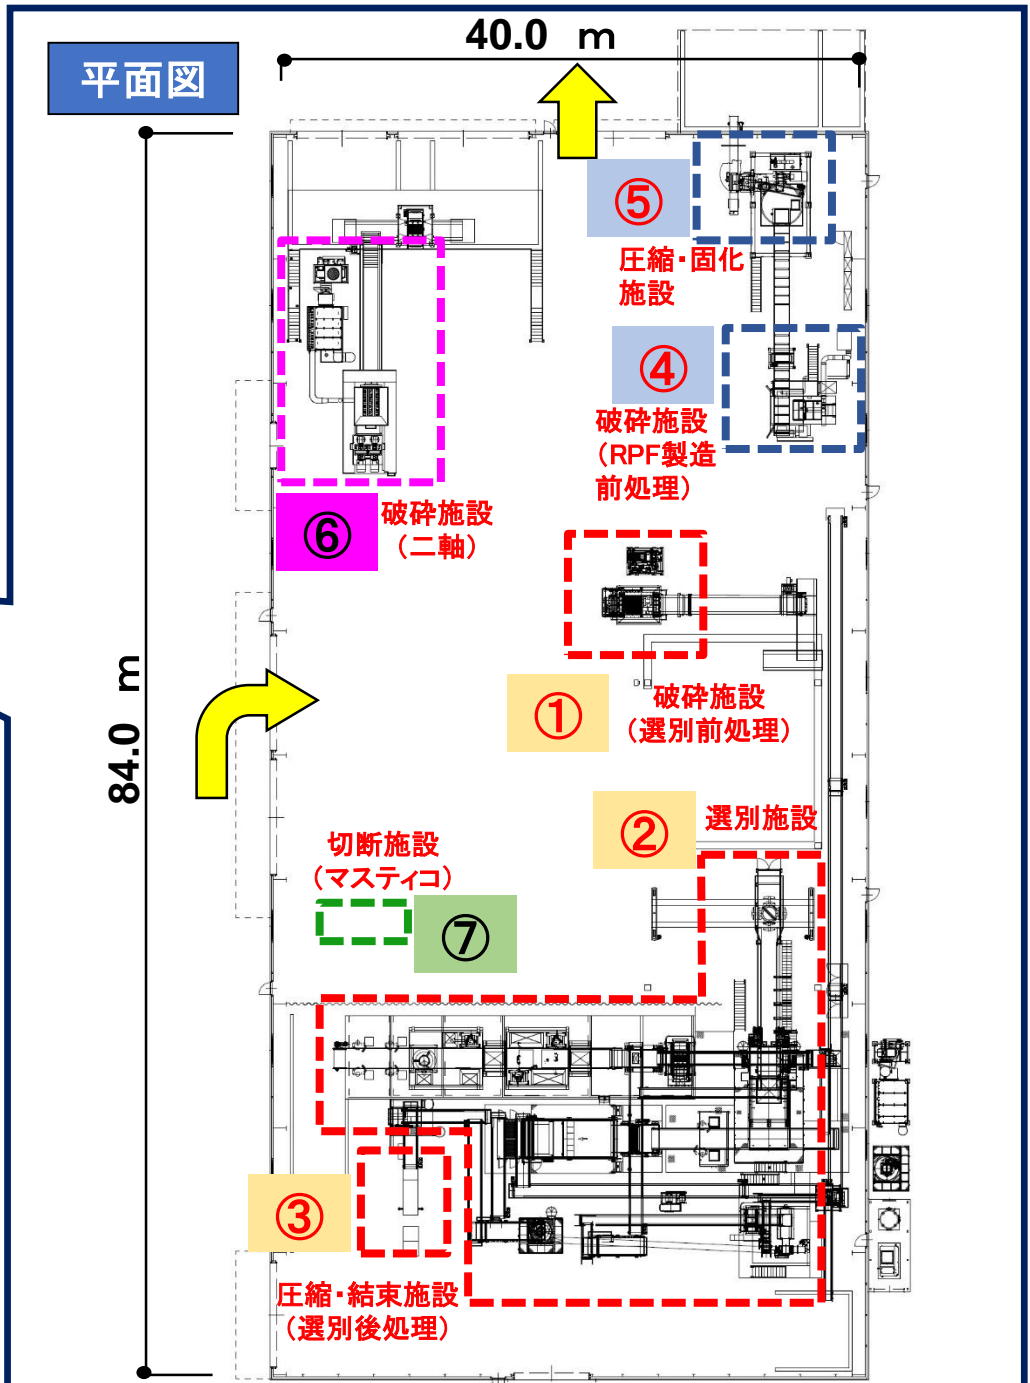 40.0 m
平面図
⑤
圧縮・固化
施設
④
破砕施設
（RPF製造
前処理）
⑥
破砕施設
（二軸）
①
破砕施設
（選別前処理）
84.0 m
②
選別施設
切断施設
（マスティコ）
⑦
③
圧縮・結束施設
（選別後処理）